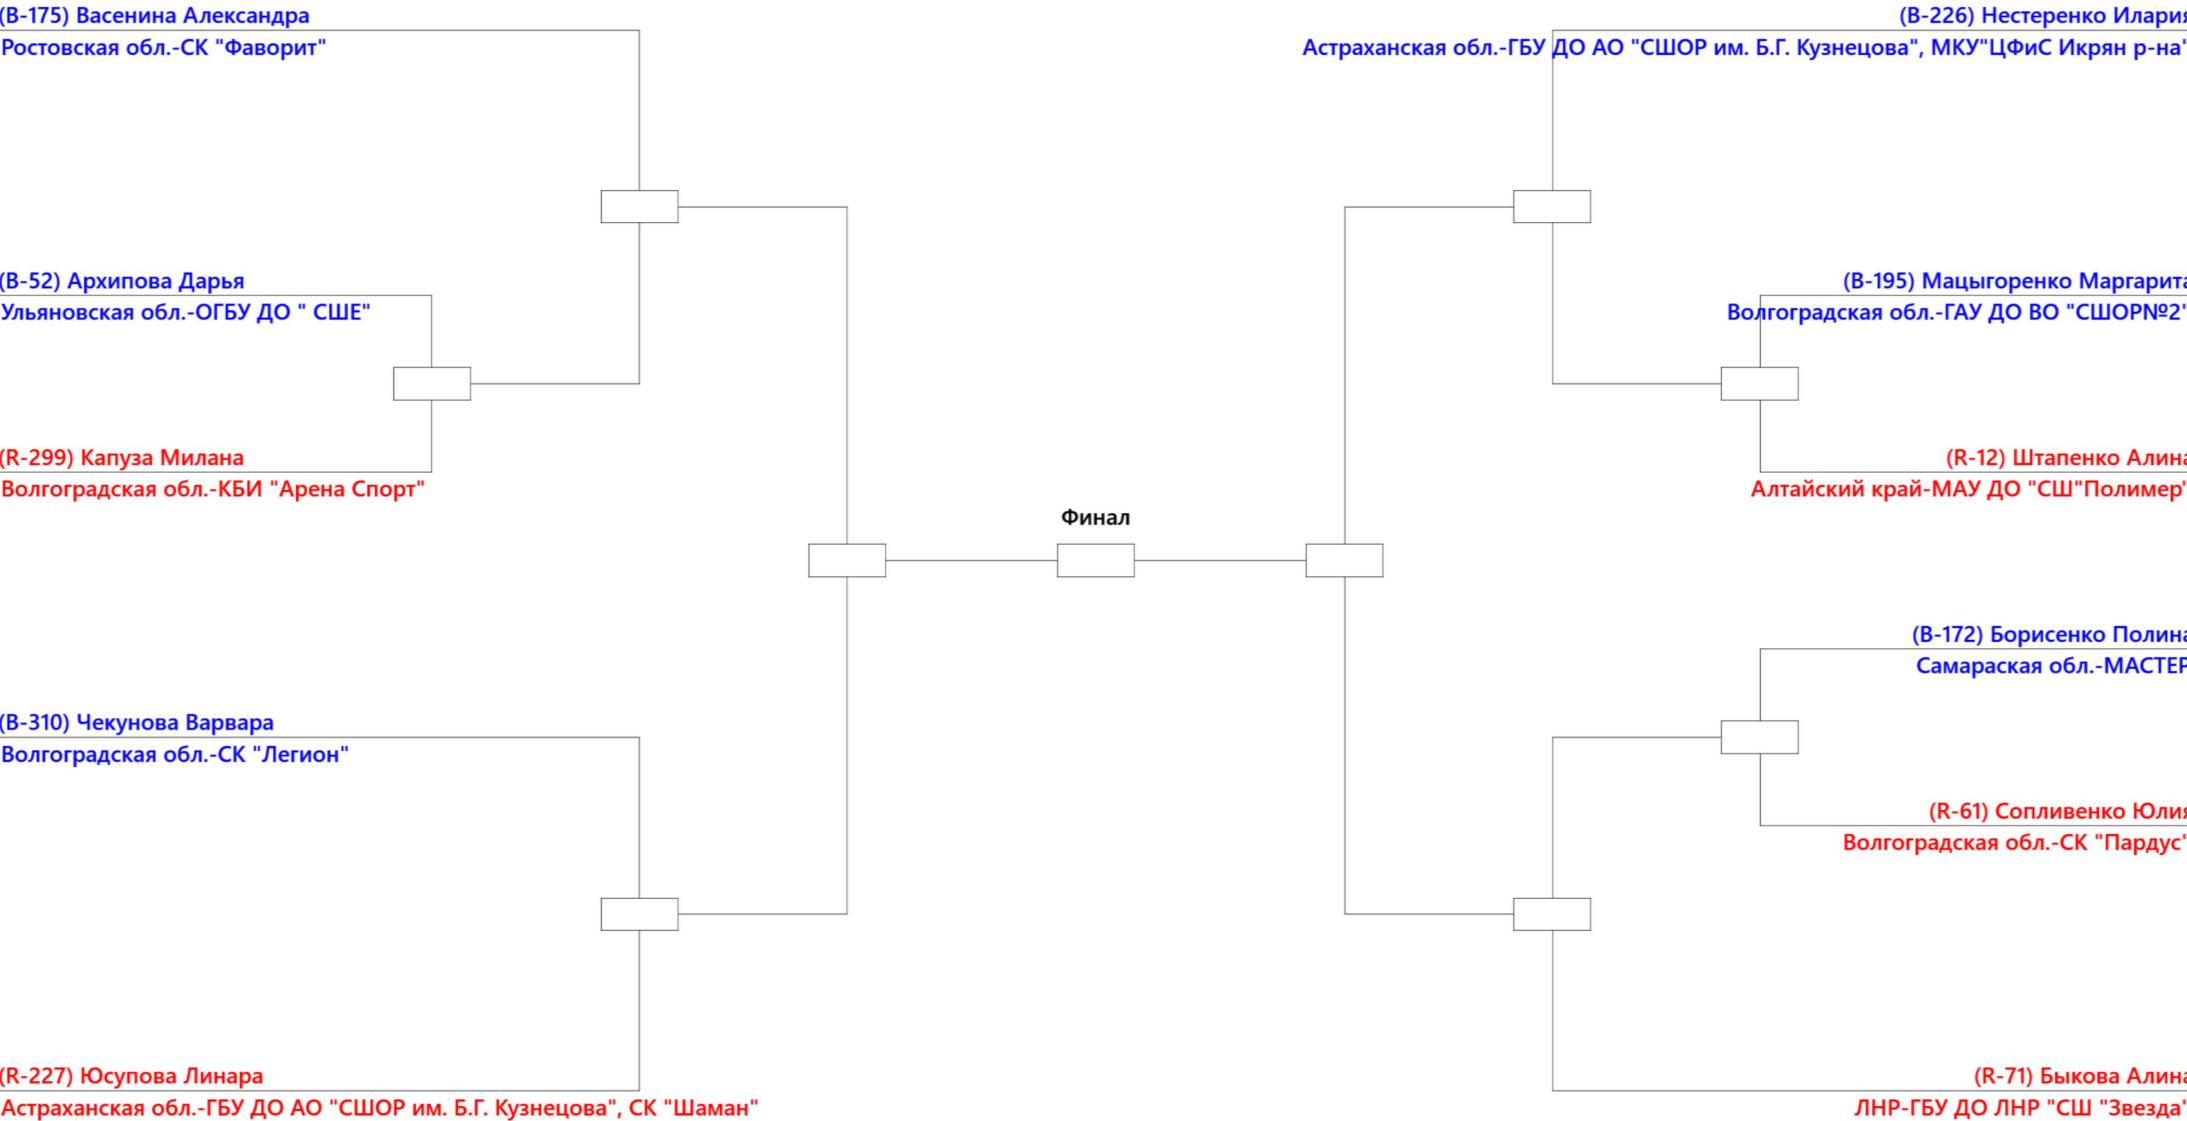 (B-175) Васенина Александра
Ростовская обл.-СК "Фаворит"
(B-52) Архипова Дарья
Ульяновская обл.-ОГБУ ДО " СШЕ"
(R-299) Капуза Милана
Волгоградская обл.-КБИ "Арена Спорт"
(B-310) Чекунова Варвара
Волгоградская обл.-СК "Легион"
(R-227) Юсупова Линара
Астраханская обл.-ГБУ ДО АО "СШОР им. Б.Г. Кузнецова", СК "Шаман"
Финал
(B-226) Нестеренко Илария
Астраханская обл.-ГБУ ДО АО "СШОР им. Б.Г. Кузнецова", МКУ"ЦФиС Икрян р-на"
(B-195) Мацыгоренко Маргарита
Волгоградская обл.-ГАУ ДО ВО "СШОР№2"
(R-12) Штапенко Алина
Алтайский край-МАУ ДО "СШ"Полимер"
(B-172) Борисенко Полина
Самараская обл.-МАСТЕР
(R-61) Сопливенко Юлия
Волгоградская обл.-СК "Пардус"
(R-71) Быкова Алина
ЛНР-ГБУ ДО ЛНР "СШ "Звезда"